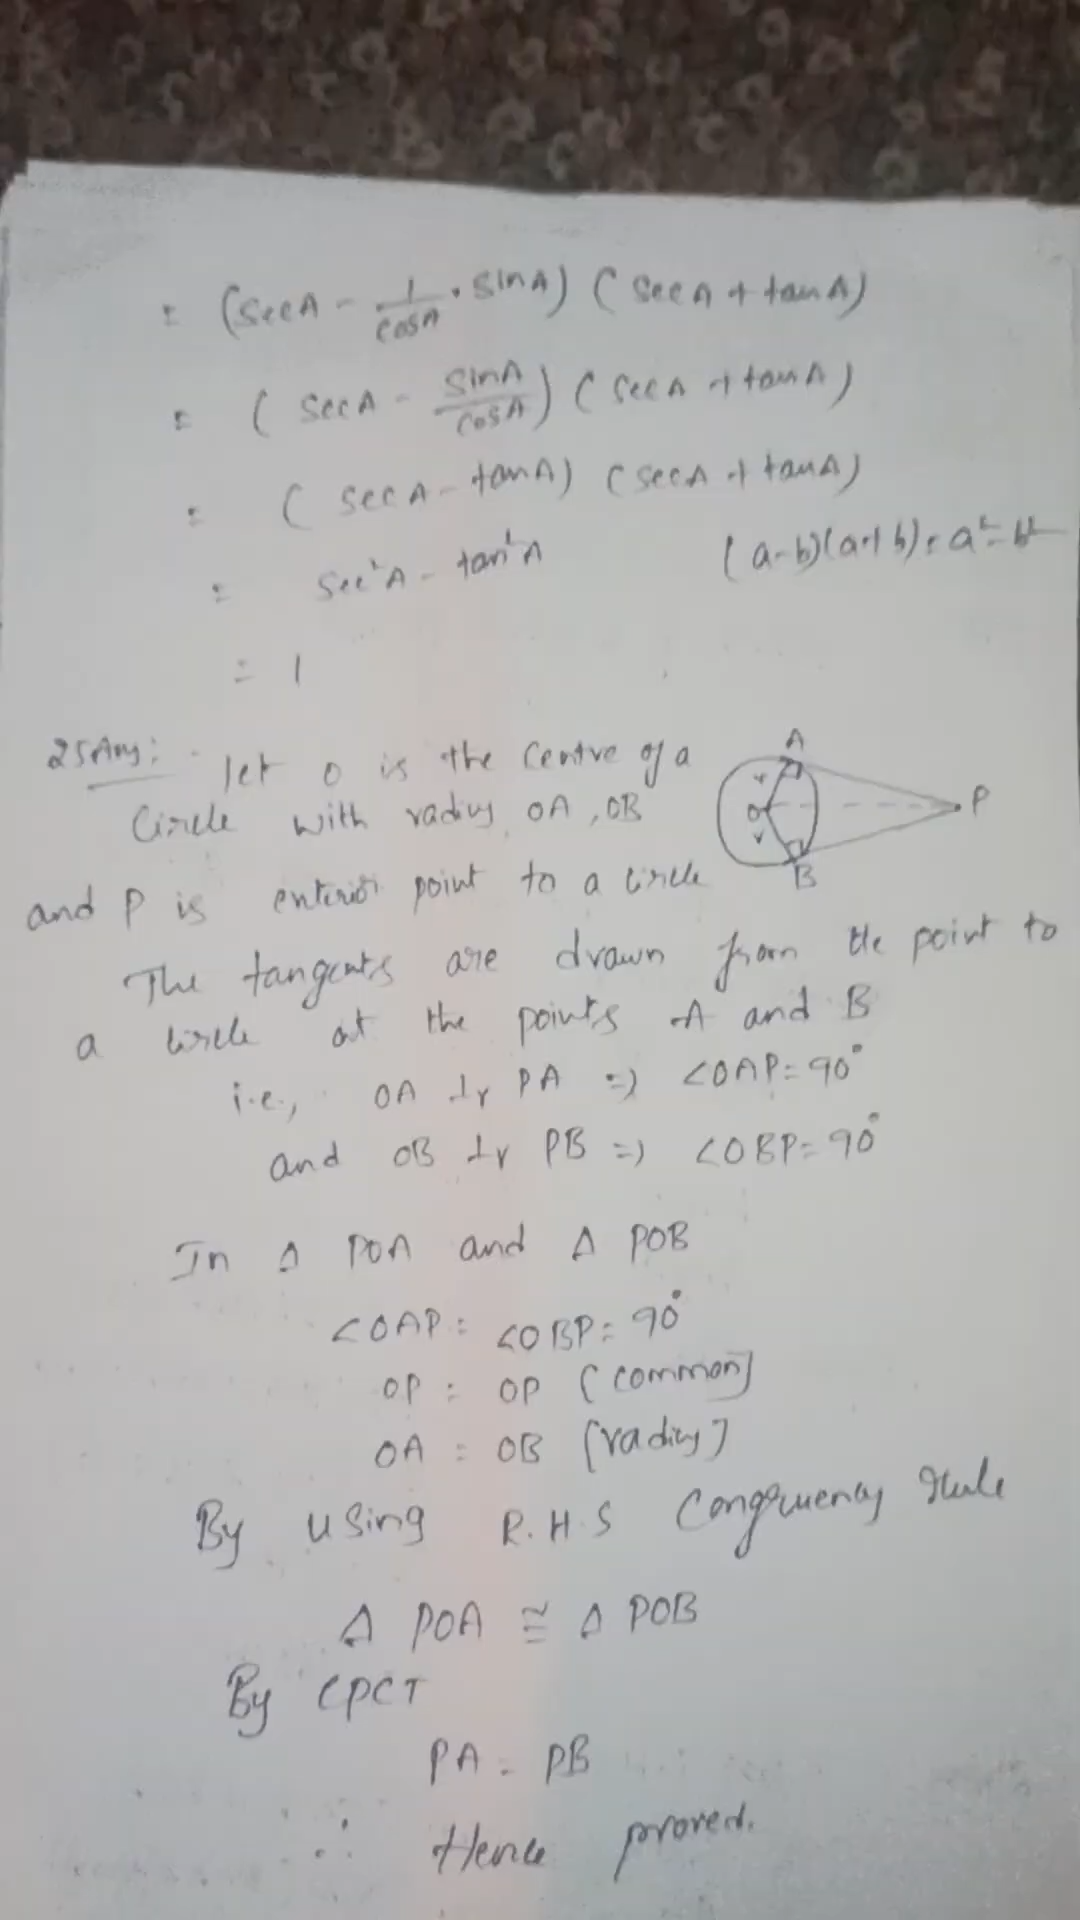 = (SecA - 1/cosA · sinA) (SecA + tanA)
= (SecA - SinA/cosA) (SecA + tanA)
= (SecA - tanA) (SecA + tanA)
= Sec²A - tan²A (a-b)(a+b) = a² - b²
= 1
25Ans: let O is the Centre of a
Circle with radius OA, OB
and P is exterior point to a circle
The tangents are drawn from the point to
a circle at the points A and B
i.e., OA ⊥r PA ⇒ ∠OAP = 90°
and OB ⊥r PB ⇒ ∠OBP = 90°
In Δ POA and Δ POB
∠OAP = ∠OBP = 90°
OP = OP (common)
OA = OB [radius]
By using R.H.S Congruency Rule
Δ POA ≅ Δ POB
By CPCT
PA = PB
∴ Hence proved.
A
r
O
r
B
P